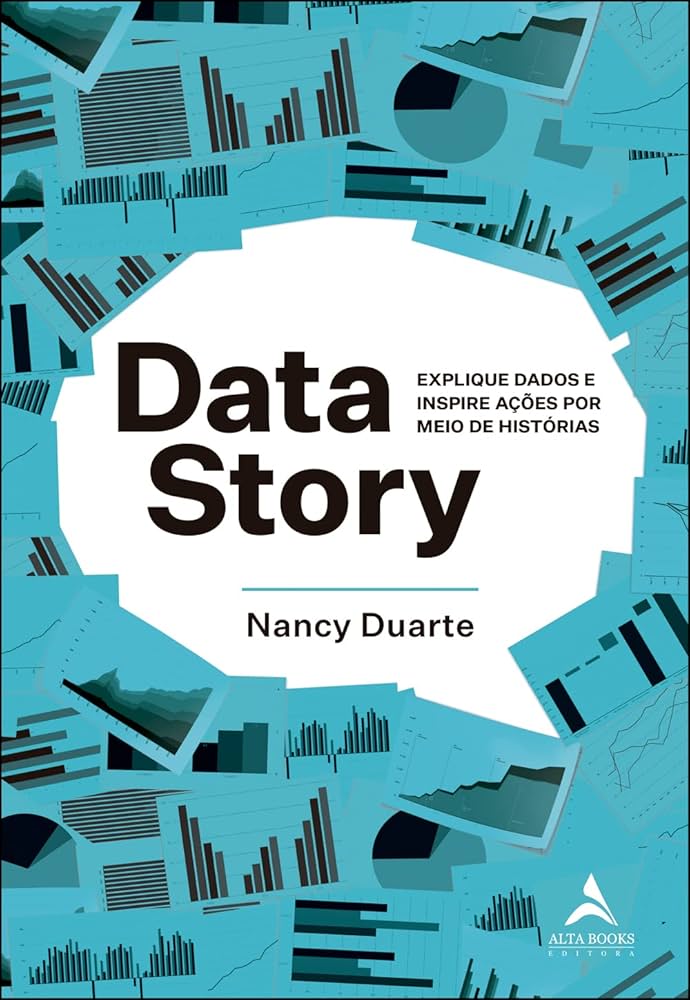 Data
Story
EXPLIQUE DADOS E
INSPIRE AÇÕES POR
MEIO DE HISTÓRIAS
Nancy Duarte
ALTA BOOKS
EDITORA